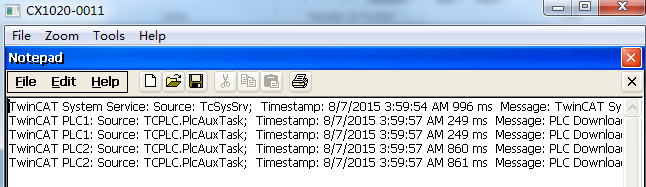 CX1020-0011
File Zoom Tools Help
Notepad
File Edit Help
TwinCAT System Service: Source: TcSysSrv; Timestamp: 8/7/2015 3:59:54 AM 996 ms Message: TwinCAT Sy
TwinCAT PLC1: Source: TCPLC.PlcAuxTask; Timestamp: 8/7/2015 3:59:57 AM 249 ms Message: PLC Downloa
TwinCAT PLC1: Source: TCPLC.PlcAuxTask; Timestamp: 8/7/2015 3:59:57 AM 249 ms Message: PLC Downloa
TwinCAT PLC2: Source: TCPLC.PlcAuxTask; Timestamp: 8/7/2015 3:59:57 AM 860 ms Message: PLC Downloa
TwinCAT PLC2: Source: TCPLC.PlcAuxTask; Timestamp: 8/7/2015 3:59:57 AM 861 ms Message: PLC Downloa